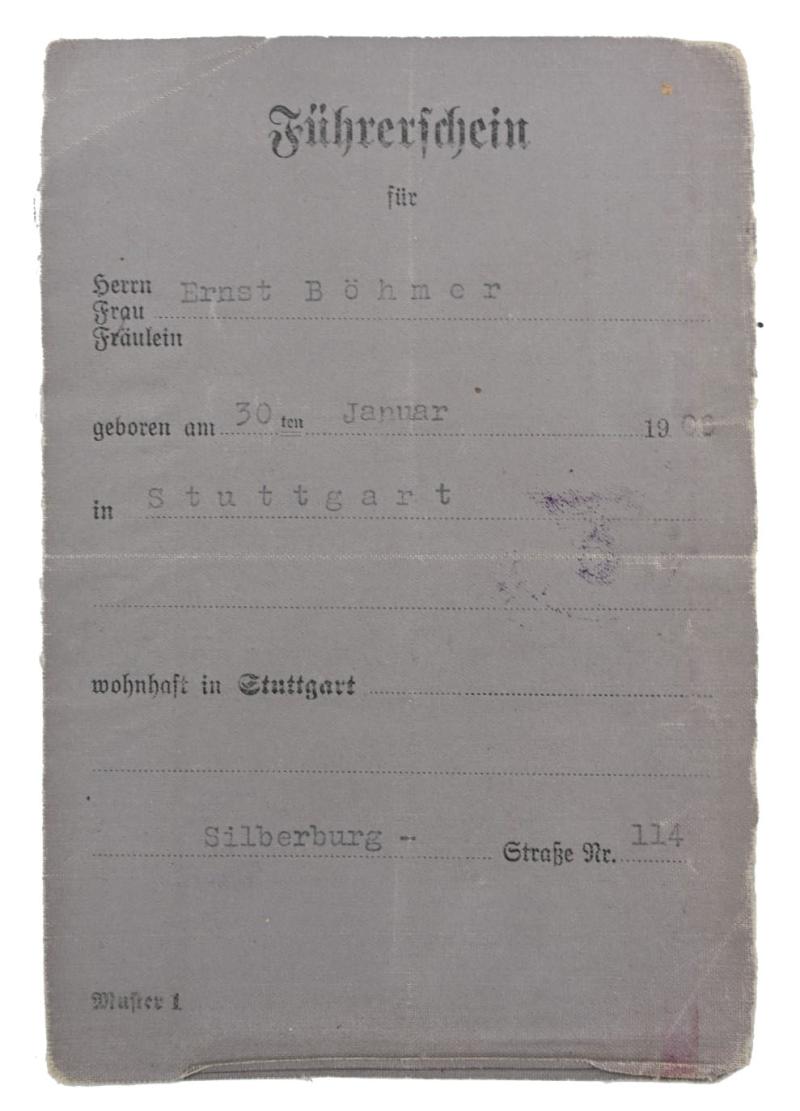 Führerschein
für
Herrn Ernst Böhmer
Frau
Fräulein
geboren am 30 ten Januar 19
in Stuttgart
wohnhaft in Stuttgart
Silberburg - Straße Nr. 114
Muster 1